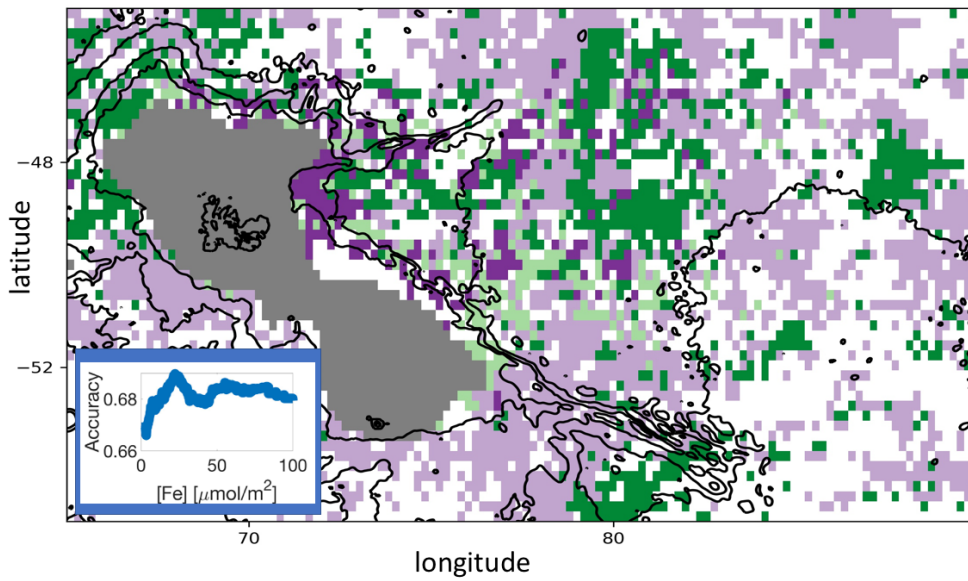 latitude
−48
−52
Accuracy
0.68
0.66
0 50 100
[Fe] [μmol/m²]
70 80
longitude